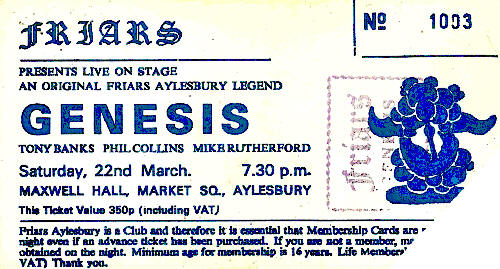 FRIARS
Nº 1003
PRESENTS LIVE ON STAGE
AN ORIGINAL FRIARS AYLESBURY LEGEND
GENESIS
TONY BANKS PHIL COLLINS MIKE RUTHERFORD
Saturday, 22nd March. 7.30 p.m.
MAXWELL HALL, MARKET SQ., AYLESBURY
This Ticket Value 350p (including VAT)
Friars Aylesbury is a Club and therefore it is essential that Membership Cards are
night even if an advance ticket has been purchased. If you are not a member,
obtained on the night. Minimum age for membership is 16 years. Life
VAT) Thank you.
friars
GENESIS